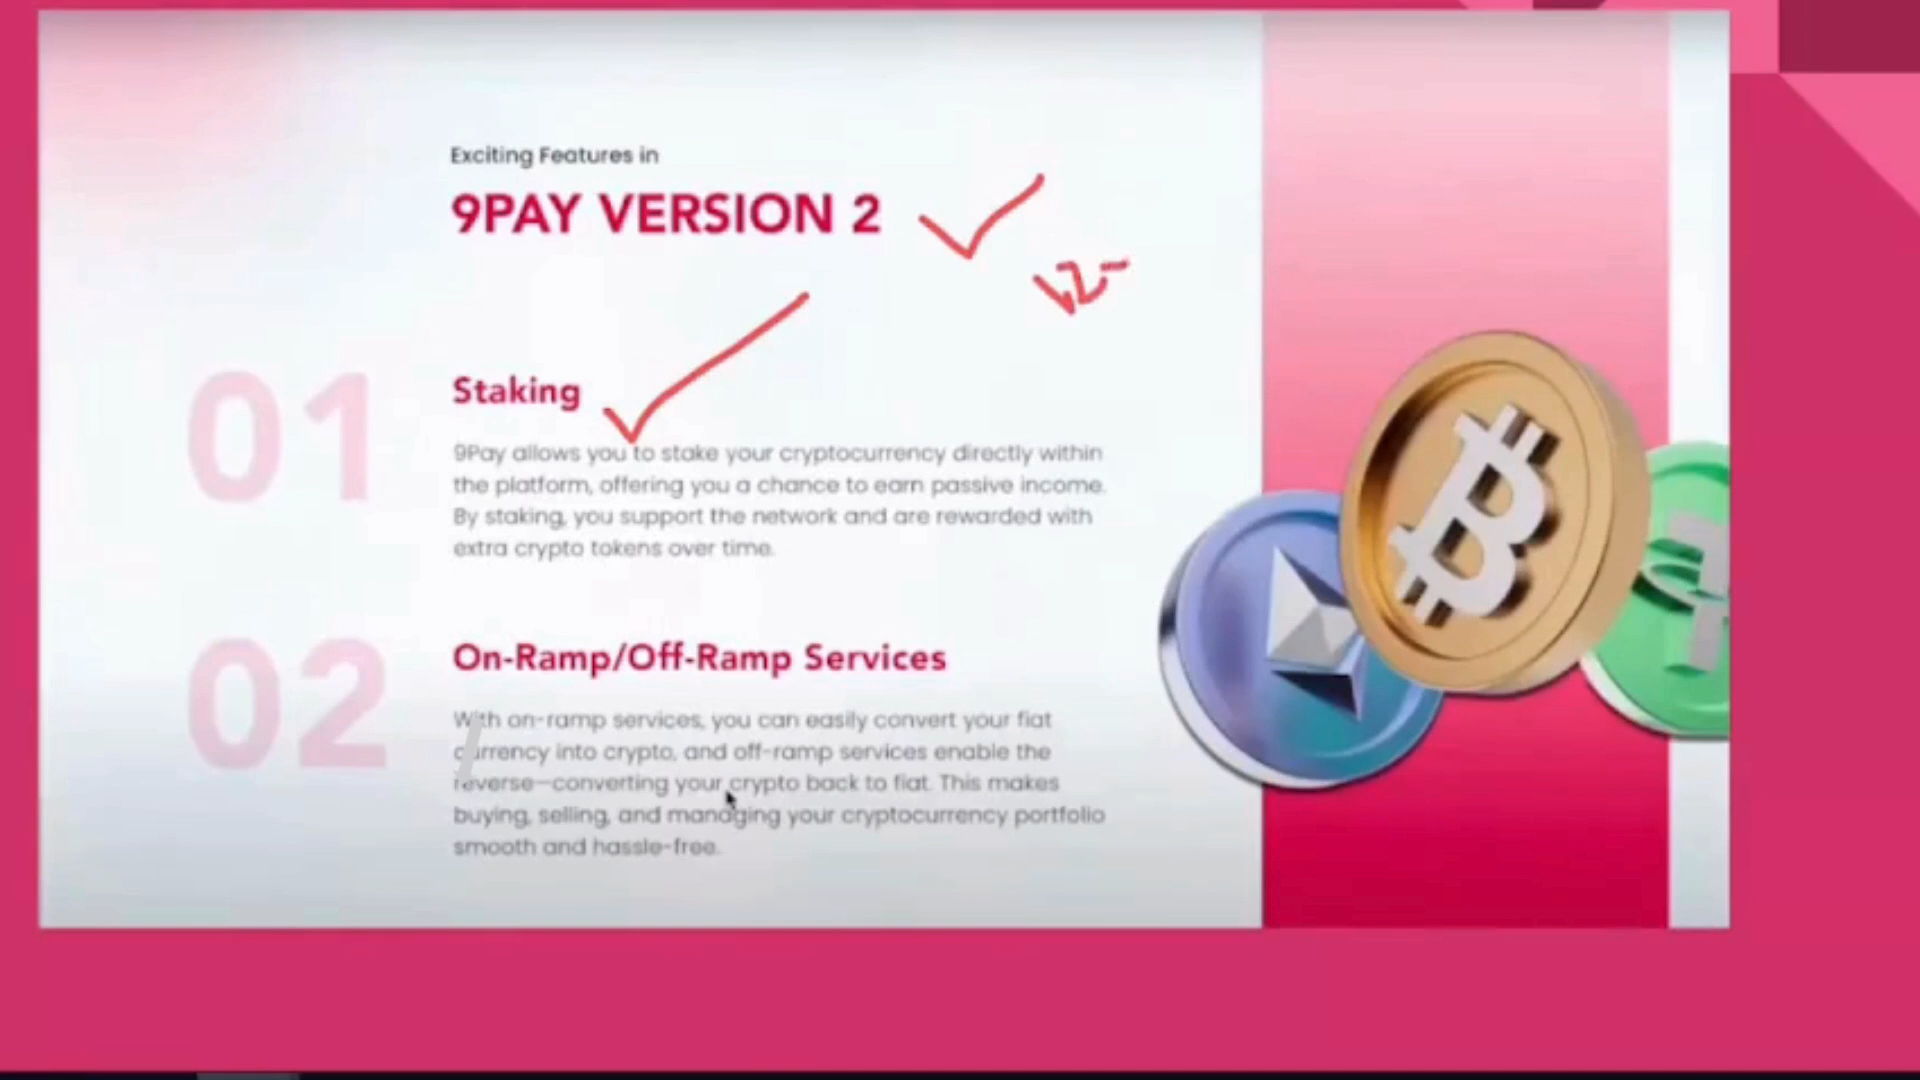 Exciting Features in
9PAY VERSION 2
V2
01
Staking
9Pay allows you to stake your cryptocurrency directly within
the platform, offering you a chance to earn passive income.
By staking, you support the network and are rewarded with
extra crypto tokens over time.
02
On-Ramp/Off-Ramp Services
With on-ramp services, you can easily convert your fiat
currency into crypto, and off-ramp services enable the
reverse—converting your crypto back to fiat. This makes
buying, selling, and managing your cryptocurrency portfolio
smooth and hassle-free.